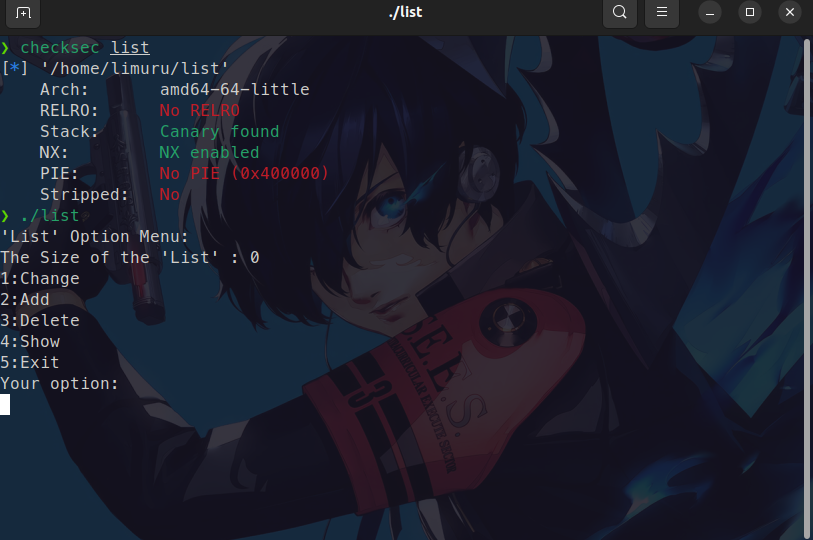 ./list
❯ checksec list
[*] '/home/limuru/list'
    Arch:       amd64-64-little
    RELRO:      No RELRO
    Stack:      Canary found
    NX:         NX enabled
    PIE:        No PIE (0x400000)
    Stripped:   No
❯ ./list
'List' Option Menu:
The Size of the 'List' : 0
1:Change
2:Add
3:Delete
4:Show
5:Exit
Your option:
S.E.E.S.
3